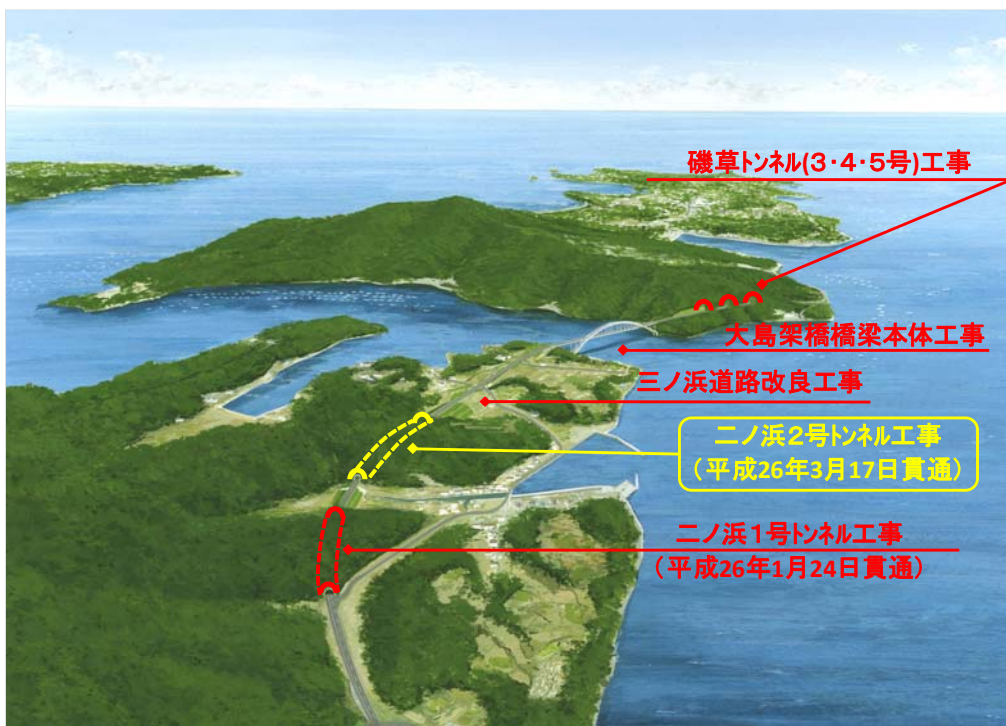 磯草トンネル(３・４・５号)工事
大島架橋橋梁本体工事
三ノ浜道路改良工事
二ノ浜２号トンネル工事
（平成26年3月17日貫通）
二ノ浜１号トンネル工事
（平成26年1月24日貫通）